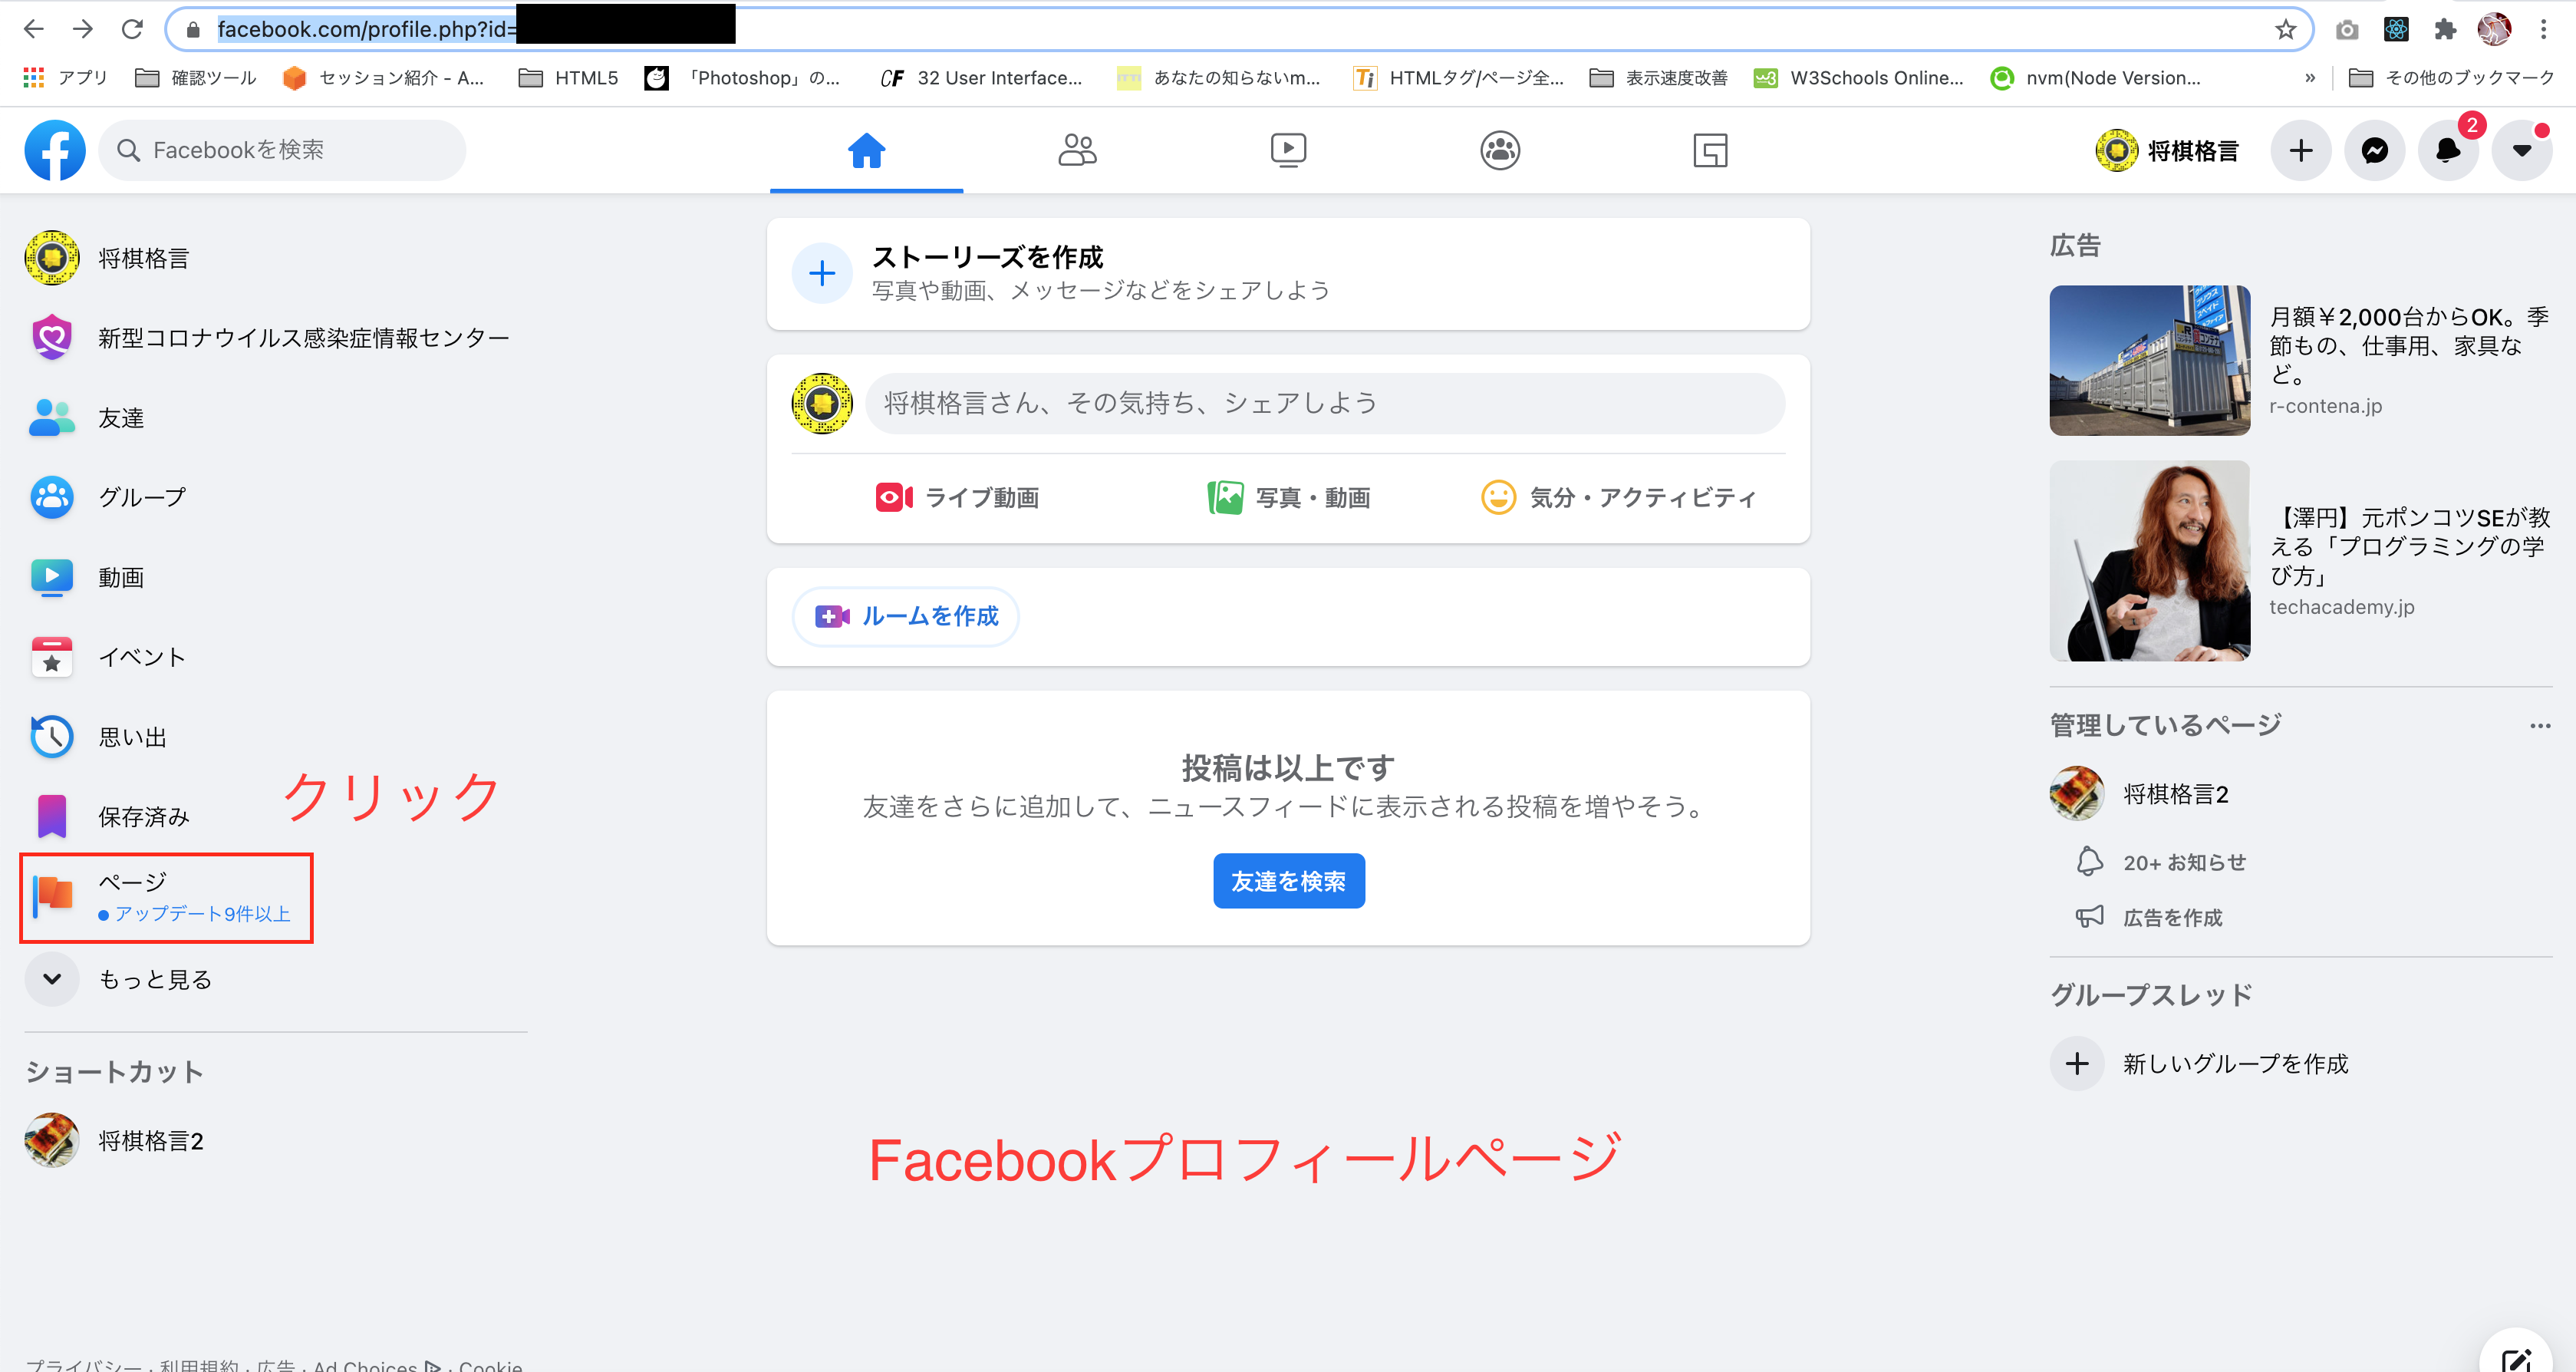 facebook.com/profile.php?id=
アプリ
確認ツール
セッション紹介 - A...
HTML5
「Photoshop」の...
CF
32 User Interface...
あなたの知らないm...
Ti
HTMLタグ/ページ全...
表示速度改善
w3
W3Schools Online...
nvm(Node Version...
»
その他のブックマーク
Facebookを検索
将棋格言
2
将棋格言
新型コロナウイルス感染症情報センター
友達
グループ
動画
イベント
思い出
保存済み
クリック
ページ
アップデート9件以上
もっと見る
ショートカット
将棋格言2
プライバシー · 利用規約 · 広告 · Ad Choices · Cookie
ストーリーズを作成
写真や動画、メッセージなどをシェアしよう
将棋格言さん、その気持ち、シェアしよう
ライブ動画
写真・動画
気分・アクティビティ
ルームを作成
投稿は以上です
友達をさらに追加して、ニュースフィードに表示される投稿を増やそう。
友達を検索
Facebookプロフィールページ
広告
月額￥2,000台からOK。季
節もの、仕事用、家具な
ど。
r-contena.jp
【澤円】元ポンコツSEが教
える「プログラミングの学
び方」
techacademy.jp
管理しているページ
将棋格言2
20+ お知らせ
広告を作成
グループスレッド
新しいグループを作成